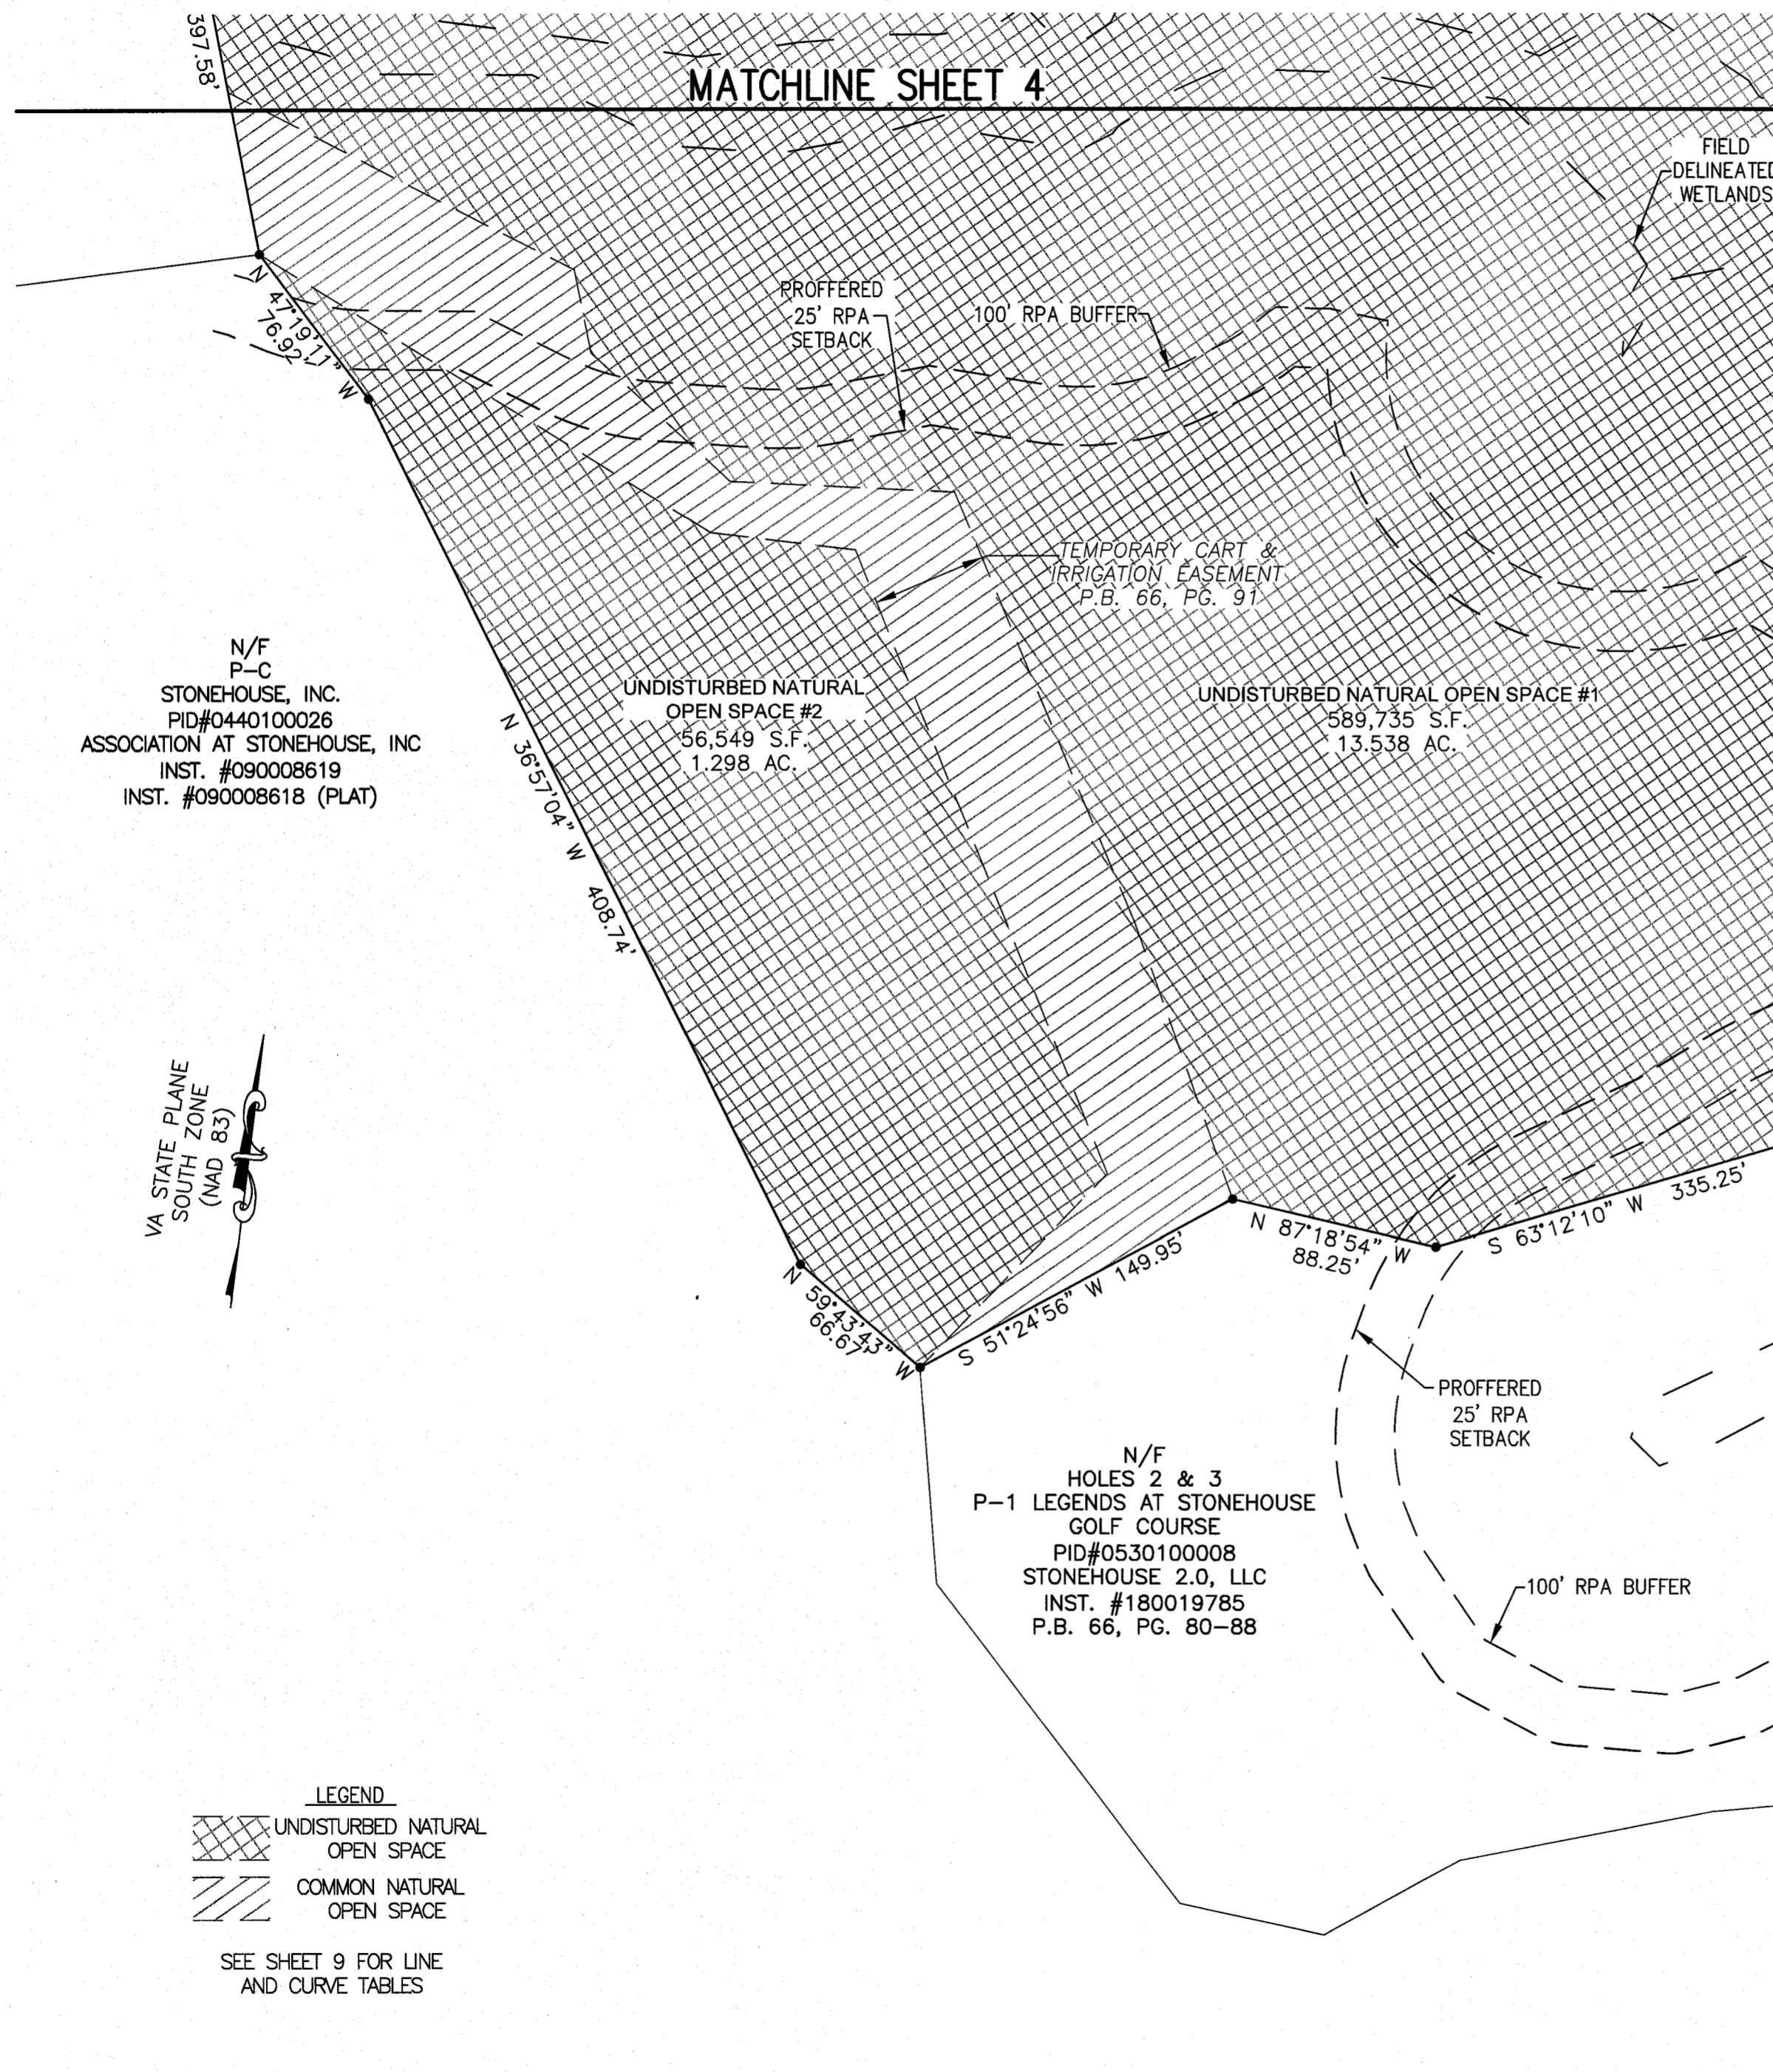 397.58'
MATCHLINE SHEET 4
FIELD
DELINEATED
WETLANDS
N 47°19'11" W
76.92'
PROFFERED
25' RPA
SETBACK
100' RPA BUFFER
TEMPORARY CART &
IRRIGATION EASEMENT
P.B. 66, PG. 91
N/F
P-C
STONEHOUSE, INC.
PID#0440100026
ASSOCIATION AT STONEHOUSE, INC
INST. #090008619
INST. #090008618 (PLAT)
UNDISTURBED NATURAL
OPEN SPACE #2
56,549 S.F.
1.298 AC.
UNDISTURBED NATURAL OPEN SPACE #1
589,735 S.F.
13.538 AC.
N 36°57'04" W 408.74'
VA STATE PLANE
SOUTH ZONE
(NAD 83)
N 59°43'43" W
66.67'
S 51°24'56" W 149.95'
N 87°18'54" W
88.25'
S 63°12'10" W 335.25'
PROFFERED
25' RPA
SETBACK
N/F
HOLES 2 & 3
P-1 LEGENDS AT STONEHOUSE
GOLF COURSE
PID#0530100008
STONEHOUSE 2.0, LLC
INST. #180019785
P.B. 66, PG. 80-88
100' RPA BUFFER
LEGEND
UNDISTURBED NATURAL
OPEN SPACE
COMMON NATURAL
OPEN SPACE
SEE SHEET 9 FOR LINE
AND CURVE TABLES